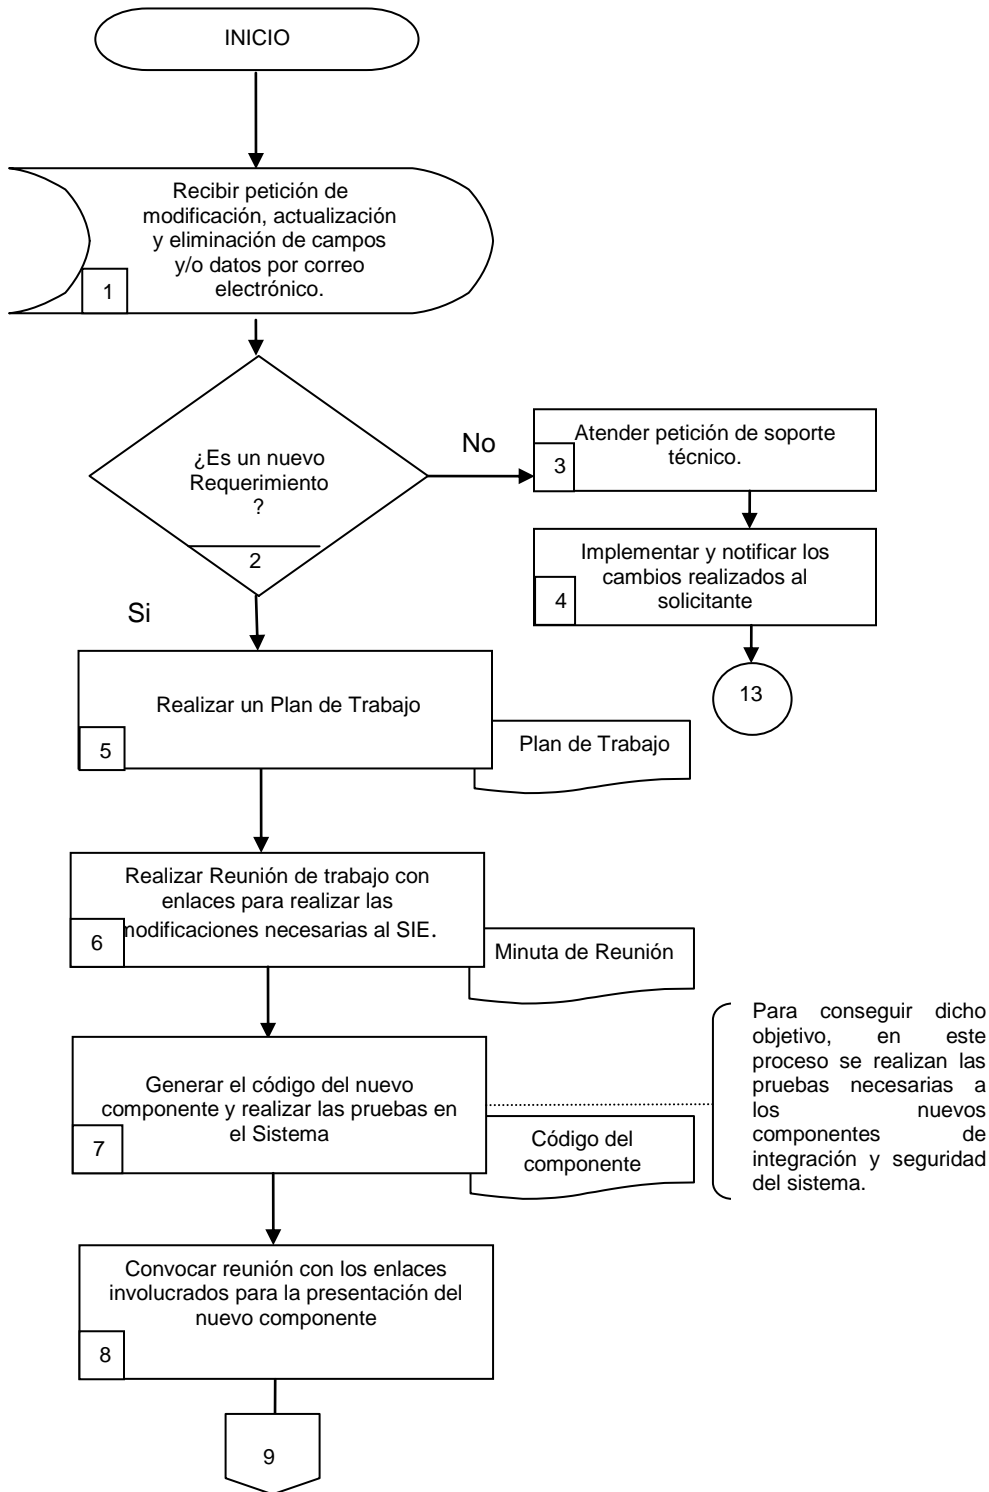 INICIO
Recibir petición de
modificación, actualización
y eliminación de campos
y/o datos por correo
electrónico.
1
¿Es un nuevo
Requerimiento
?
2
No
Si
Atender petición de soporte
técnico.
3
Implementar y notificar los
cambios realizados al
solicitante
4
13
Realizar un Plan de Trabajo
5
Plan de Trabajo
Realizar Reunión de trabajo con
enlaces para realizar las
modificaciones necesarias al SIE.
6
Minuta de Reunión
Generar el código del nuevo
componente y realizar las pruebas en
el Sistema
7
Código del
componente
Para conseguir dicho
objetivo, en este
proceso se realizan las
pruebas necesarias a
los nuevos
componentes de
integración y seguridad
del sistema.
Convocar reunión con los enlaces
involucrados para la presentación del
nuevo componente
8
9